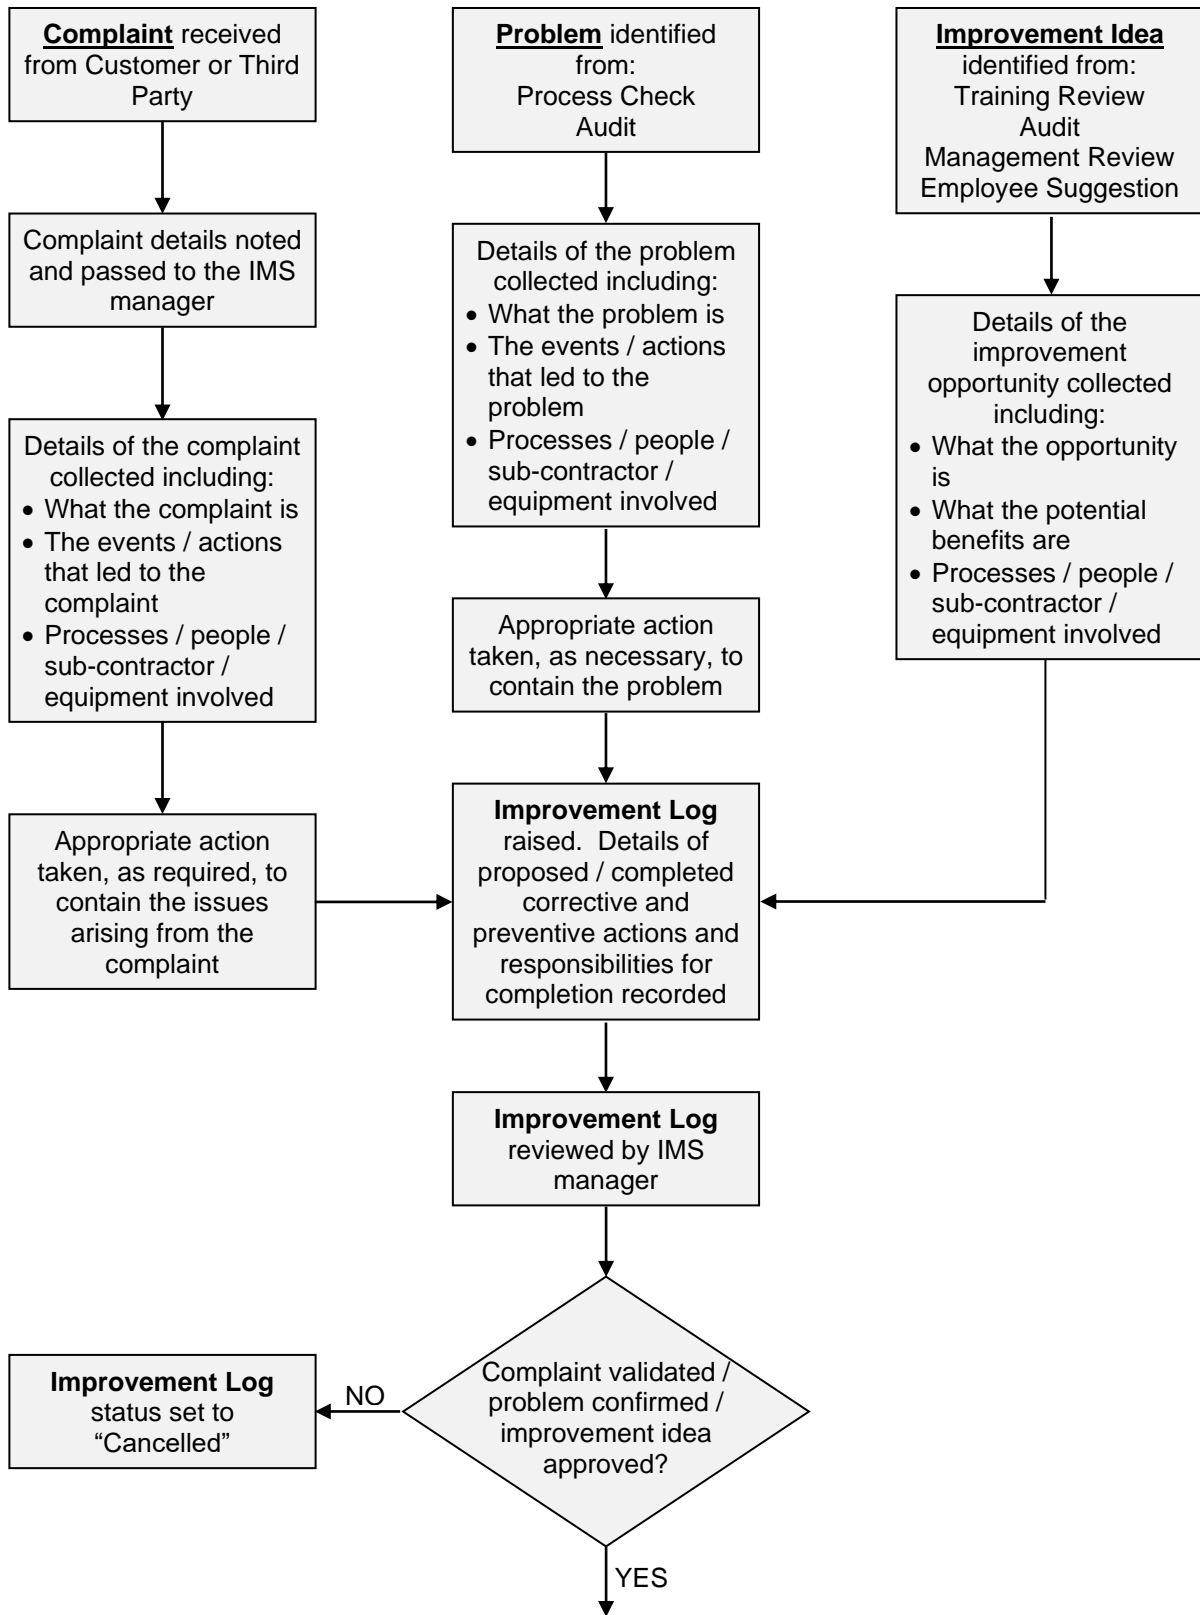 Complaint received
from Customer or Third
Party
Complaint details noted
and passed to the IMS
manager
Details of the complaint
collected including:
• What the complaint is
• The events / actions
that led to the
complaint
• Processes / people /
sub-contractor /
equipment involved
Appropriate action
taken, as required, to
contain the issues
arising from the
complaint
Problem identified
from:
Process Check
Audit
Details of the problem
collected including:
• What the problem is
• The events / actions
that led to the
problem
• Processes / people /
sub-contractor /
equipment involved
Appropriate action
taken, as necessary, to
contain the problem
Improvement Idea
identified from:
Training Review
Audit
Management Review
Employee Suggestion
Details of the
improvement
opportunity collected
including:
• What the opportunity
is
• What the potential
benefits are
• Processes / people /
sub-contractor /
equipment involved
Improvement Log
raised.  Details of
proposed / completed
corrective and
preventive actions and
responsibilities for
completion recorded
Improvement Log
reviewed by IMS
manager
Complaint validated /
problem confirmed /
improvement idea
approved?
NO
Improvement Log
status set to
“Cancelled”
YES